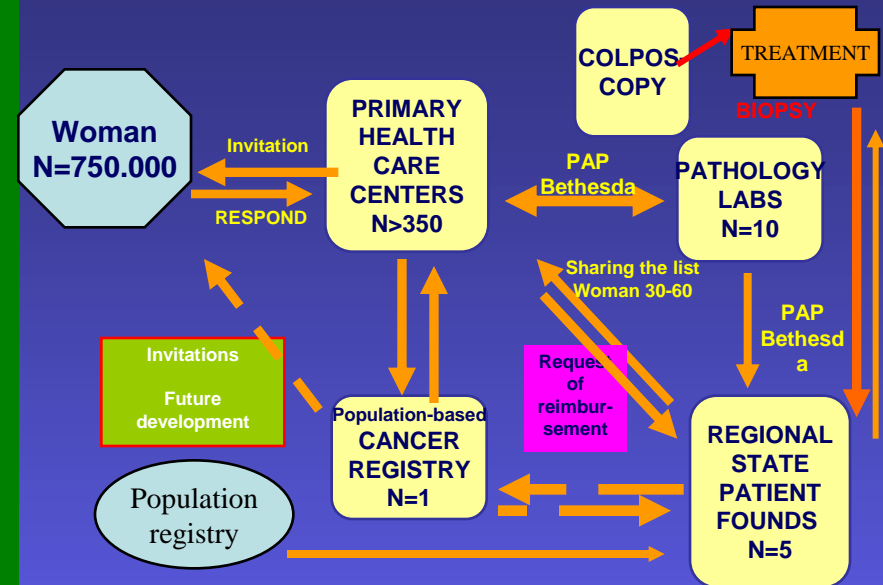 Woman
N=750.000
Invitation
RESPOND
PRIMARY
HEALTH
CARE
CENTERS
N>350
COLPOS-
COPY
TREATMENT
BIOPSY
PAP
Bethesda
PATHOLOGY
LABS
N=10
Sharing the list
Woman 30-60
PAP
Bethesd
a
Invitations
Future
development
Request
of
reimbur-
sement
Population-based
CANCER
REGISTRY
N=1
REGIONAL
STATE
PATIENT
FOUNDS
N=5
Population
registry